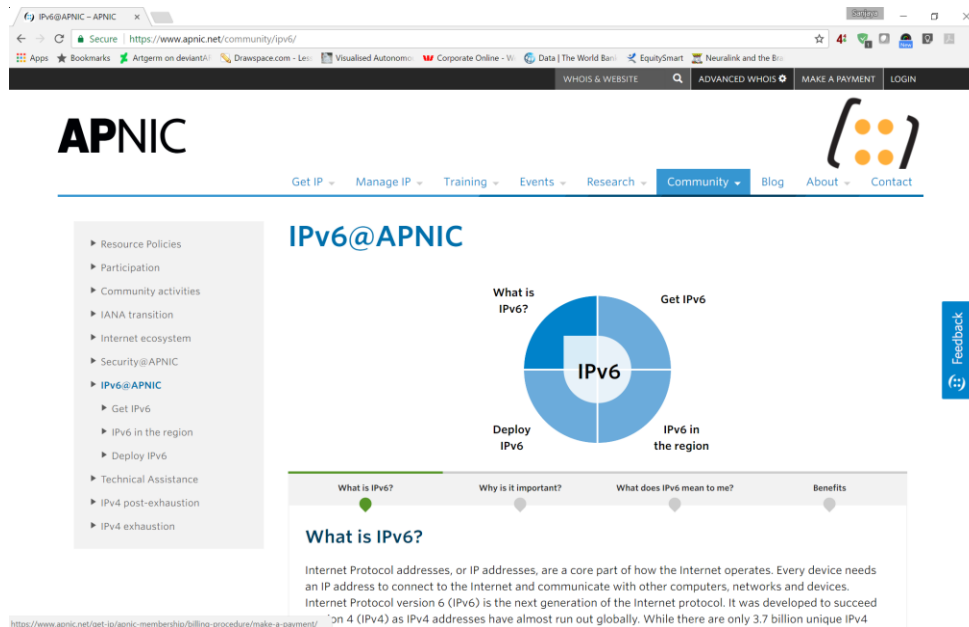 IPv6@APNIC – APNIC
Sanjaya
Secure | https://www.apnic.net/community/ipv6/
Apps Bookmarks Artgerm on deviantA Drawspace.com - Les Visualised Autonomo Corporate Online - W Data | The World Ban EquitySmart Neuralink and the Bra
WHOIS & WEBSITE ADVANCED WHOIS MAKE A PAYMENT LOGIN
APNIC
(::)
Get IP Manage IP Training Events Research Community Blog About Contact
Resource Policies
Participation
Community activities
IANA transition
Internet ecosystem
Security@APNIC
IPv6@APNIC
Get IPv6
IPv6 in the region
Deploy IPv6
Technical Assistance
IPv4 post-exhaustion
IPv4 exhaustion
IPv6@APNIC
What is
IPv6?
Get IPv6
IPv6
Deploy
IPv6
IPv6 in
the region
Feedback
What is IPv6? Why is it important? What does IPv6 mean to me? Benefits
What is IPv6?
Internet Protocol addresses, or IP addresses, are a core part of how the Internet operates. Every device needs
an IP address to connect to the Internet and communicate with other computers, networks and devices.
Internet Protocol version 6 (IPv6) is the next generation of the Internet protocol. It was developed to succeed
on 4 (IPv4) as IPv4 addresses have almost run out globally. While there are only 3.7 billion unique IPv4
https://www.apnic.net/get-ip/apnic-membership/billing-procedure/make-a-payment/